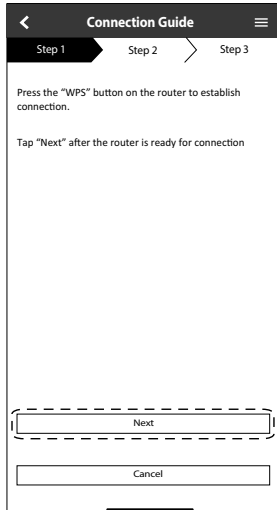 Connection Guide
Step 1
Step 2
Step 3
Press the “WPS” button on the router to establish
connection.
Tap “Next” after the router is ready for connection
Next
Cancel